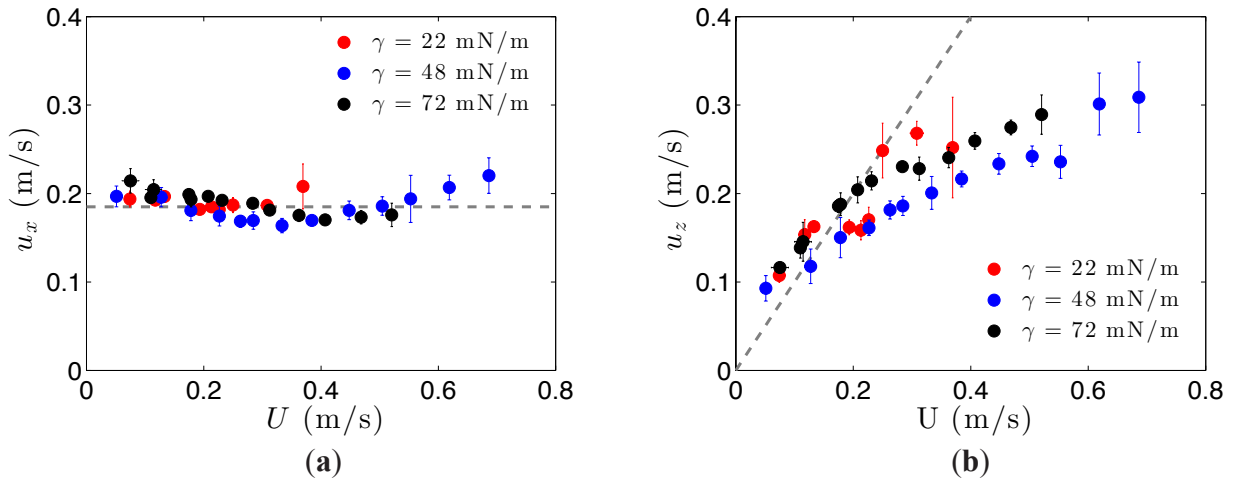 0.4
0.3
0.2
0.1
0
u_x (m/s)
γ = 22 mN/m
γ = 48 mN/m
γ = 72 mN/m
0 0.2 0.4 0.6 0.8
U (m/s)
(a)
0.4
0.3
0.2
0.1
0
u_z (m/s)
γ = 22 mN/m
γ = 48 mN/m
γ = 72 mN/m
0 0.2 0.4 0.6 0.8
U (m/s)
(b)